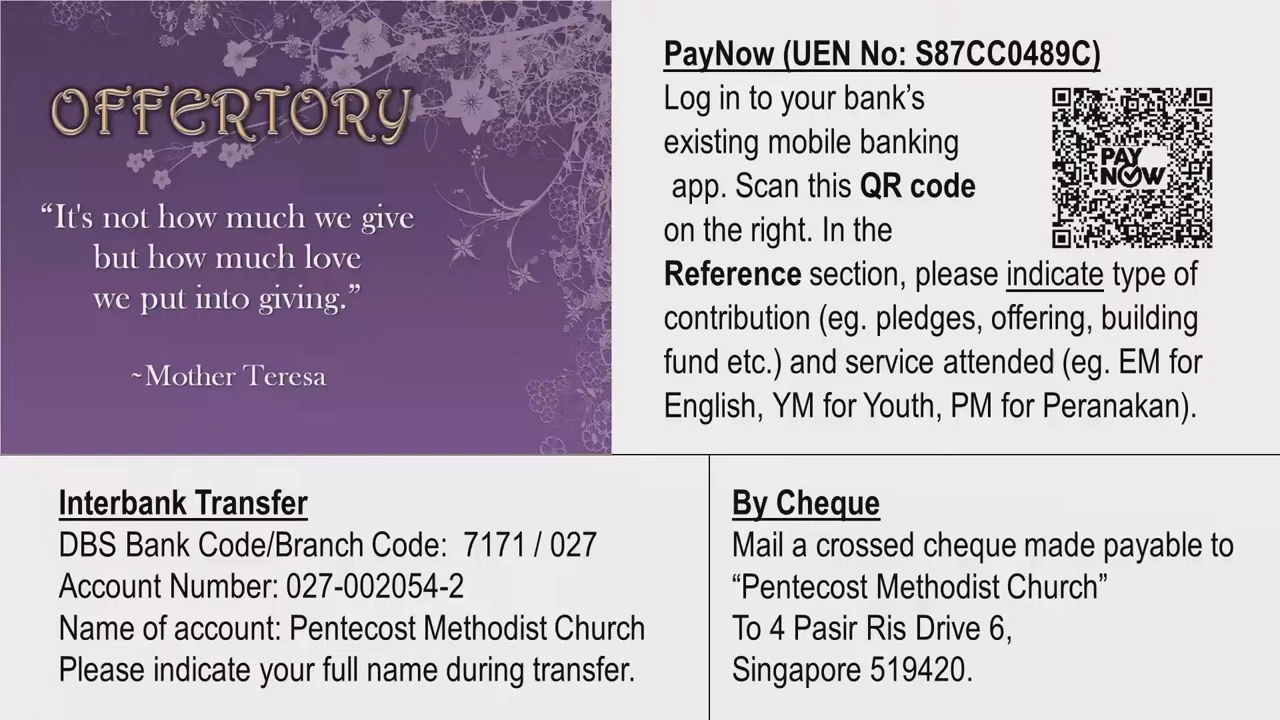 OFFERTORY
“It's not how much we give
but how much love
we put into giving.”
~Mother Teresa
PayNow (UEN No: S87CC0489C)
Log in to your bank’s
existing mobile banking
app. Scan this QR code
on the right. In the
Reference section, please indicate type of
contribution (eg. pledges, offering, building
fund etc.) and service attended (eg. EM for
English, YM for Youth, PM for Peranakan).
PAY
NOW
Interbank Transfer
DBS Bank Code/Branch Code: 7171 / 027
Account Number: 027-002054-2
Name of account: Pentecost Methodist Church
Please indicate your full name during transfer.
By Cheque
Mail a crossed cheque made payable to
“Pentecost Methodist Church”
To 4 Pasir Ris Drive 6,
Singapore 519420.